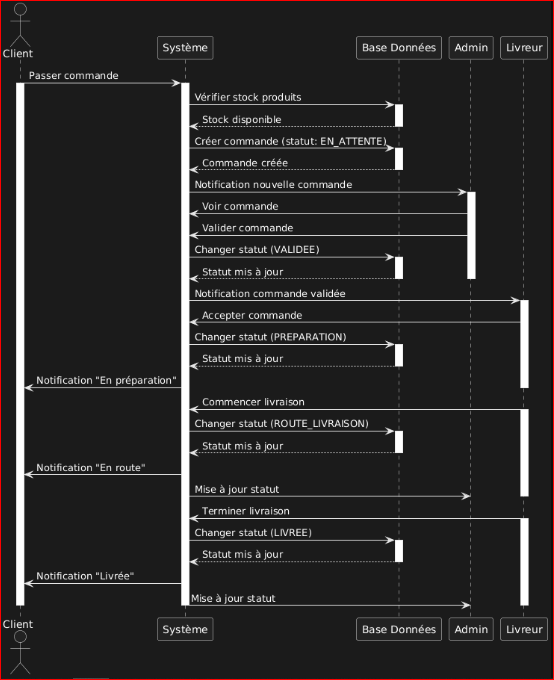 Client
Système
Base Données
Admin
Livreur
Passer commande
Vérifier stock produits
Stock disponible
Créer commande (statut: EN_ATTENTE)
Commande créée
Notification nouvelle commande
Voir commande
Valider commande
Changer statut (VALIDEE)
Statut mis à jour
Notification commande validée
Accepter commande
Changer statut (PREPARATION)
Statut mis à jour
Notification "En préparation"
Commencer livraison
Changer statut (ROUTE_LIVRAISON)
Statut mis à jour
Notification "En route"
Mise à jour statut
Terminer livraison
Changer statut (LIVREE)
Statut mis à jour
Notification "Livrée"
Mise à jour statut
Client
Système
Base Données
Admin
Livreur